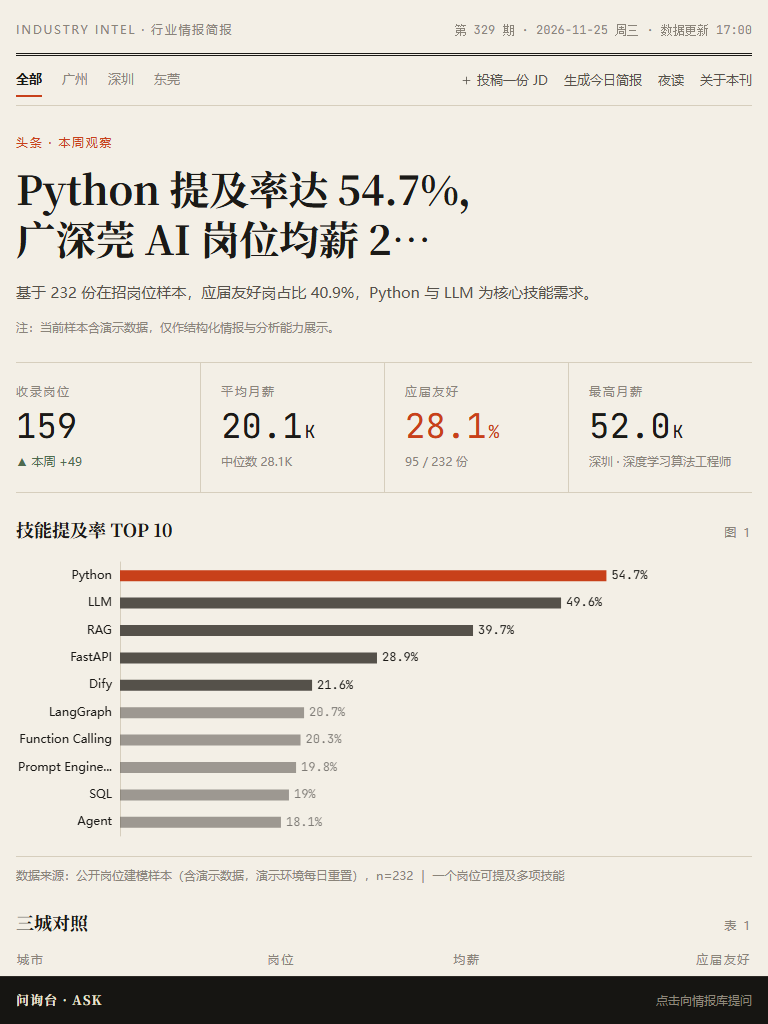 INDUSTRY INTEL · 行业情报简报
第 329 期 · 2026-11-25 周三 · 数据更新 17:00
全部 广州 深圳 东莞
+ 投稿一份 JD 生成今日简报 夜读 关于本刊
头条 · 本周观察
Python 提及率达 54.7%,
广深莞 AI 岗位均薪 2…
基于 232 份在招岗位样本，应届友好岗占比 40.9%，Python 与 LLM 为核心技能需求。
注：当前样本含演示数据，仅作结构化情报与分析能力展示。
收录岗位
159
▲ 本周 +49
平均月薪
20.1K
中位数 28.1K
应届友好
28.1%
95 / 232 份
最高月薪
52.0K
深圳 · 深度学习算法工程师
技能提及率 TOP 10
图 1
Python 54.7%
LLM 49.6%
RAG 39.7%
FastAPI 28.9%
Dify 21.6%
LangGraph 20.7%
Function Calling 20.3%
Prompt Engine... 19.8%
SQL 19%
Agent 18.1%
数据来源：公开岗位建模样本（含演示数据，演示环境每日重置），n=232 | 一个岗位可提及多项技能
三城对照
表 1
城市 岗位 均薪 应届友好
问询台 · ASK
点击向情报库提问